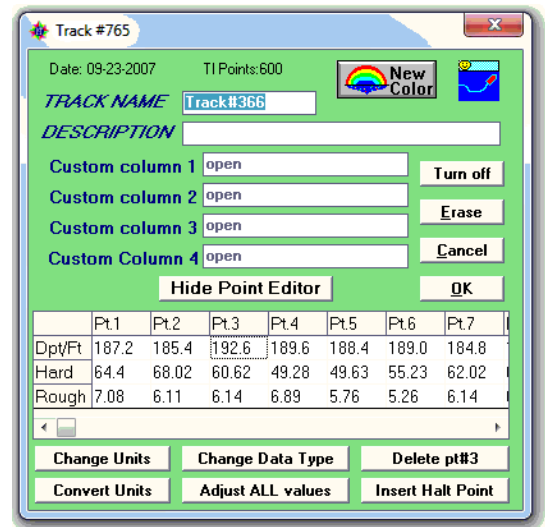 Track #765
Date: 09-23-2007 TI Points:600
New
Color
TRACK NAME Track#366
DESCRIPTION
Custom column 1 open
Turn off
Custom column 2 open
Erase
Custom column 3 open
Cancel
Custom Column 4 open
Hide Point Editor OK
Pt.1 Pt.2 Pt.3 Pt.4 Pt.5 Pt.6 Pt.7
Dpt/Ft 187.2 185.4 192.6 189.6 188.4 189.0 184.8
Hard 64.4 68.02 60.62 49.28 49.63 55.23 62.02
Rough 7.08 6.11 6.14 6.89 5.76 5.26 6.14
Change Units Change Data Type Delete pt#3
Convert Units Adjust ALL values Insert Halt Point